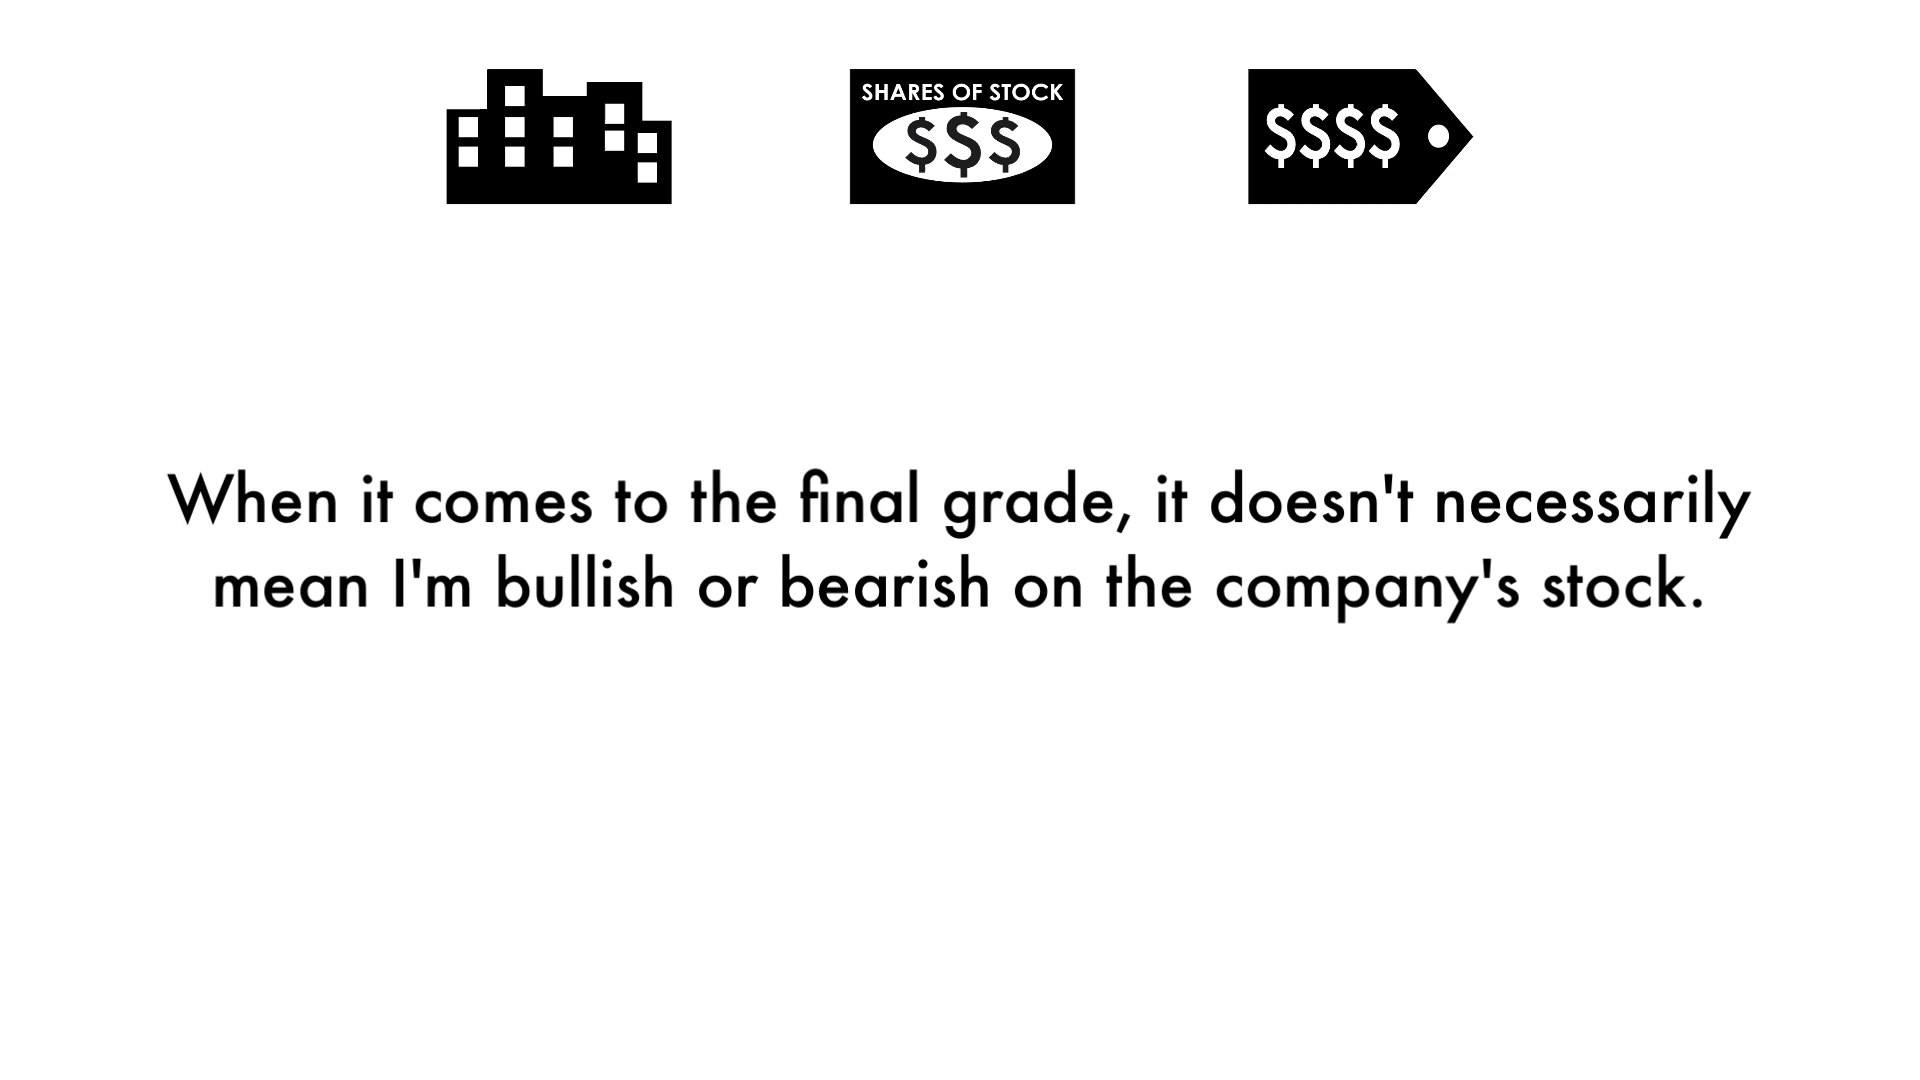 SHARES OF STOCK
$$$
$$$$
When it comes to the final grade, it doesn't necessarily
mean I'm bullish or bearish on the company's stock.